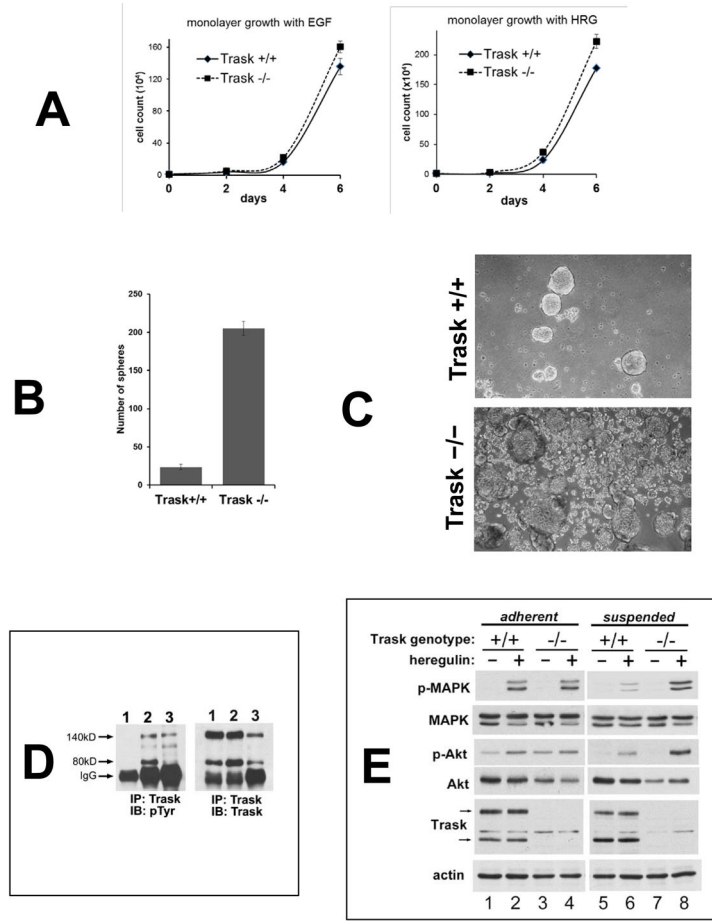 A
monolayer growth with EGF
cell count (10⁴)
160
120
80
40
0
Trask +/+
Trask -/-
0 2 4 6
days
monolayer growth with HRG
cell count (x10⁴)
200
150
100
50
0
Trask +/+
Trask -/-
0 2 4 6
days
B
Number of spheres
250
200
150
100
50
0
Trask+/+ Trask -/-
C
Trask +/+
Trask −/−
D
1 2 3 1 2 3
140kD
80kD
IgG
IP: Trask IP: Trask
IB: pTyr IB: Trask
E
adherent suspended
Trask genotype: +/+ -/- +/+ -/-
heregulin: − + − + − + − +
p-MAPK
MAPK
p-Akt
Akt
Trask
actin
1 2 3 4 5 6 7 8